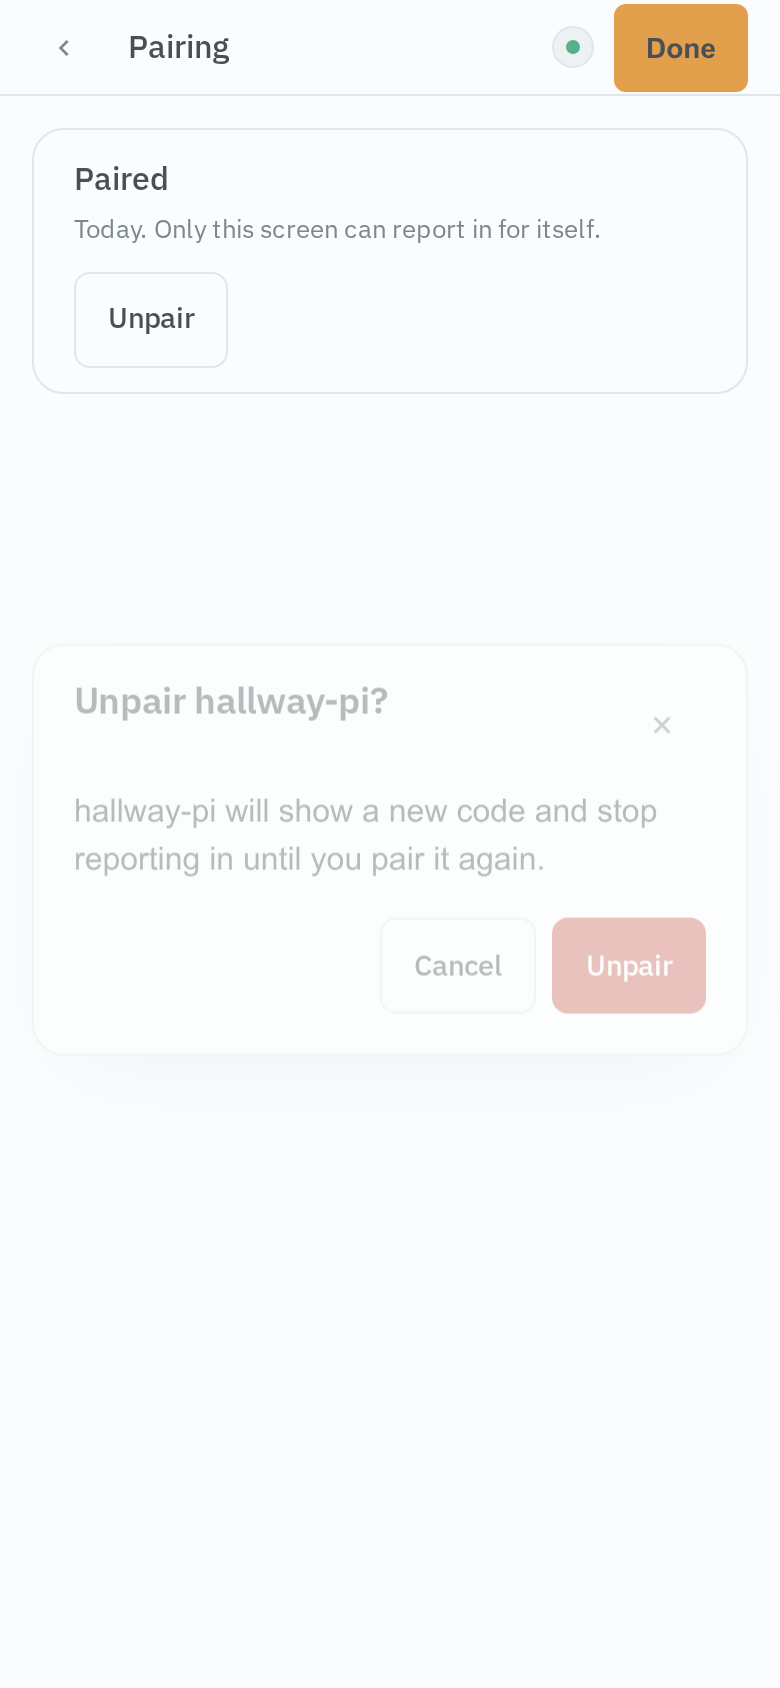 Pairing
Done
Paired
Today. Only this screen can report in for itself.
Unpair
Unpair hallway-pi?
hallway-pi will show a new code and stop
reporting in until you pair it again.
Cancel
Unpair